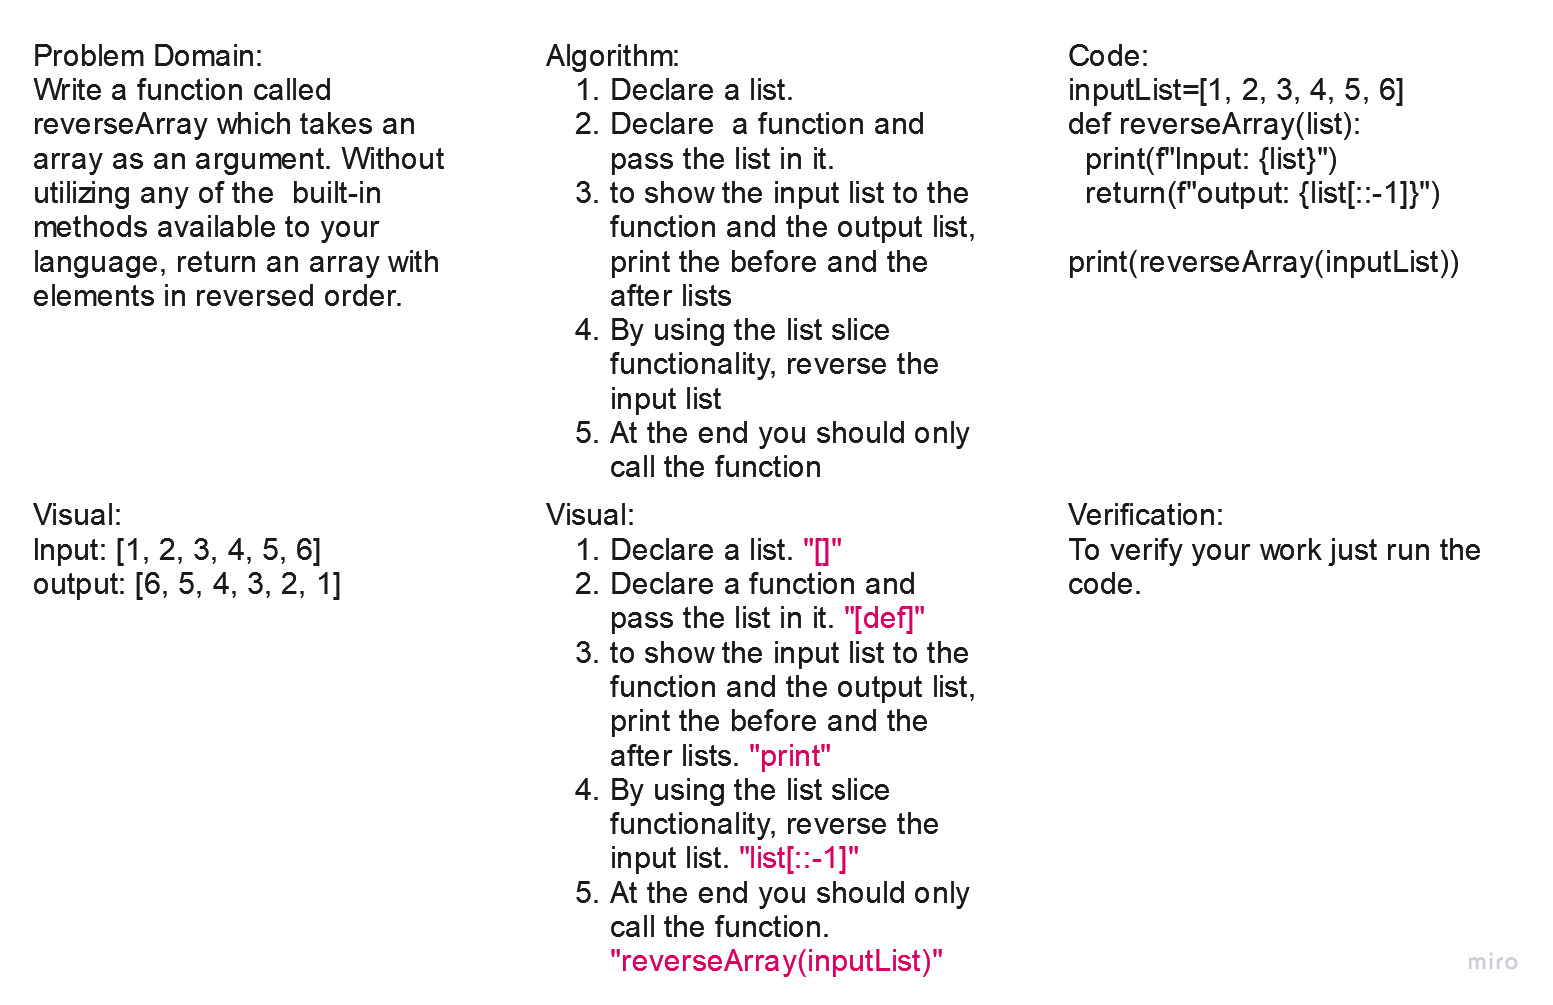 Problem Domain:
Write a function called
reverseArray which takes an
array as an argument. Without
utilizing any of the  built-in
methods available to your
language, return an array with
elements in reversed order.
Algorithm:
1. Declare a list.
2. Declare  a function and
pass the list in it.
3. to show the input list to the
function and the output list,
print the before and the
after lists
4. By using the list slice
functionality, reverse the
input list
5. At the end you should only
call the function
Code:
inputList=[1, 2, 3, 4, 5, 6]
def reverseArray(list):
  print(f"Input: {list}")
  return(f"output: {list[::-1]}")
print(reverseArray(inputList))
Visual:
Input: [1, 2, 3, 4, 5, 6]
output: [6, 5, 4, 3, 2, 1]
Visual:
1. Declare a list. "[]"
2. Declare a function and
pass the list in it. "[def]"
3. to show the input list to the
function and the output list,
print the before and the
after lists. "print"
4. By using the list slice
functionality, reverse the
input list. "list[::-1]"
5. At the end you should only
call the function.
"reverseArray(inputList)"
Verification:
To verify your work just run the
code.
miro